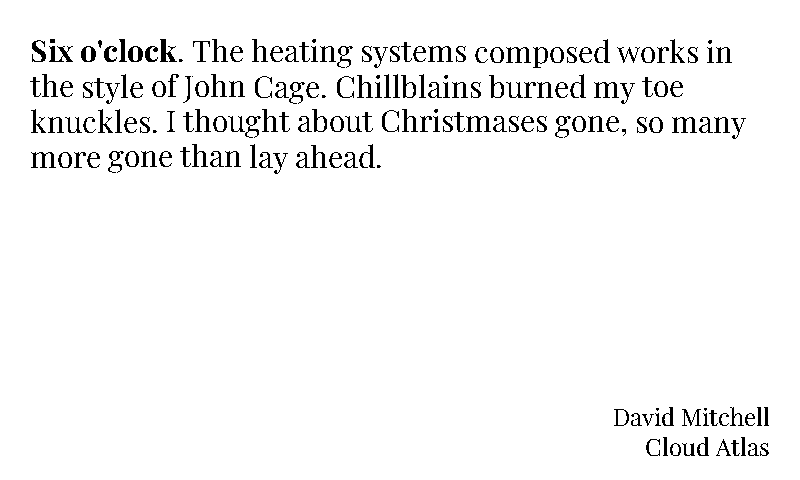 Six o'clock. The heating systems composed works in
the style of John Cage. Chillblains burned my toe
knuckles. I thought about Christmases gone, so many
more gone than lay ahead.
David Mitchell
Cloud Atlas